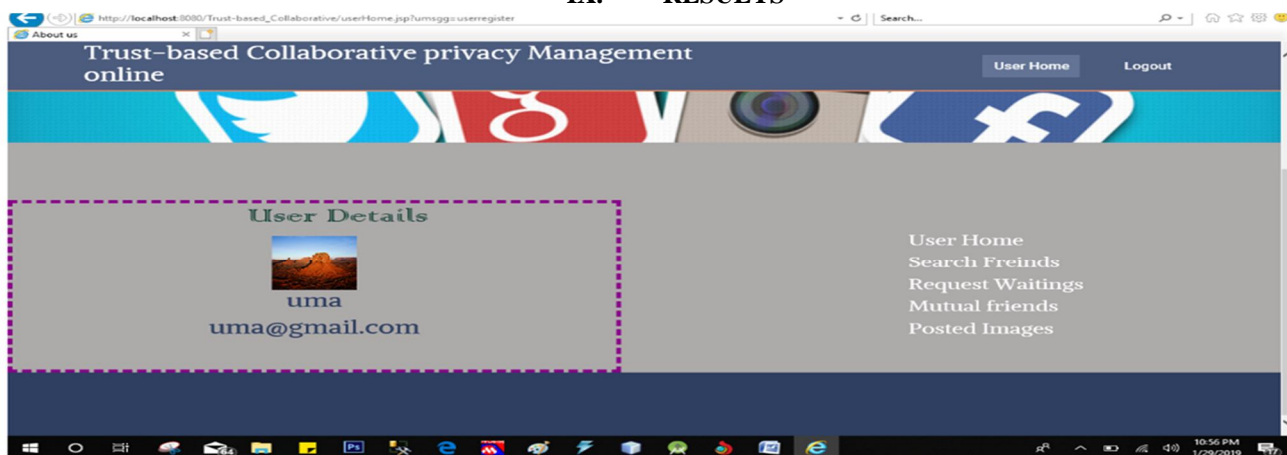 IX. RESULTS
http://localhost:8080/Trust-based_Collaborative/userHome.jsp?umsgg=userregister
Search...
About us
Trust-based Collaborative privacy Management
online
User Home Logout
User Details
uma
uma@gmail.com
User Home
Search Freinds
Request Waitings
Mutual friends
Posted Images
10:56 PM
1/29/2019